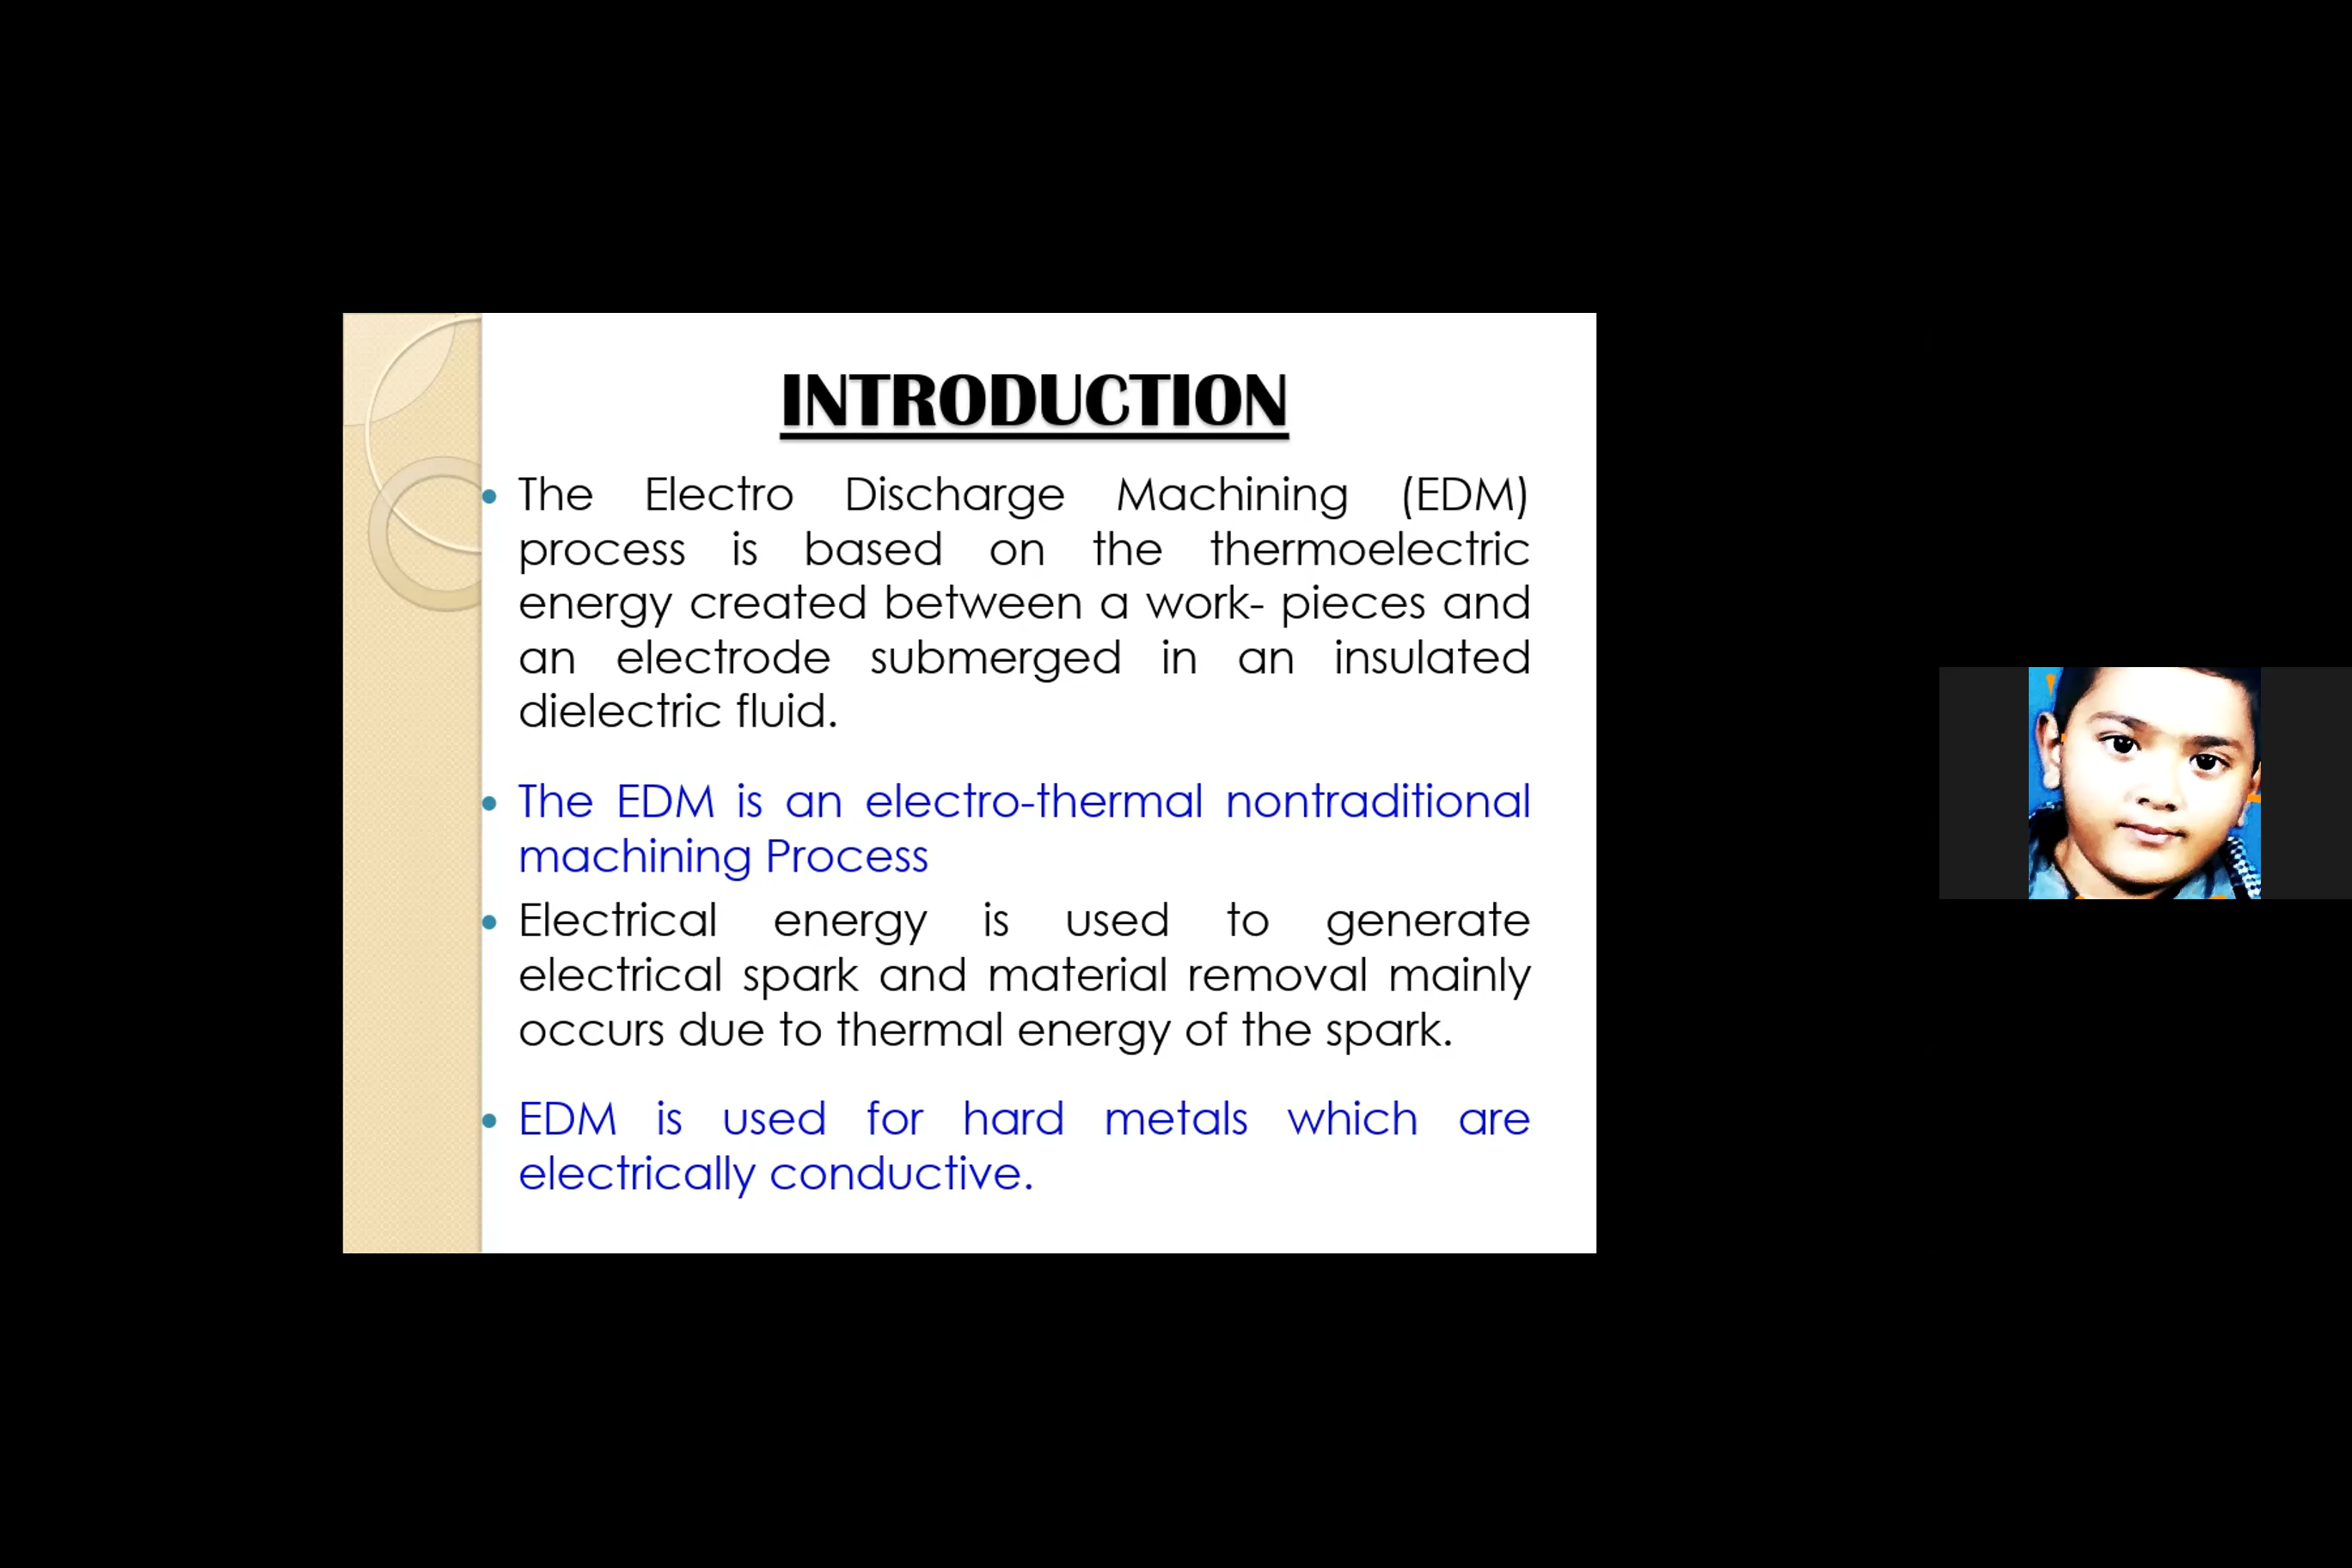 INTRODUCTION
• The Electro Discharge Machining (EDM)
process is based on the thermoelectric
energy created between a work- pieces and
an electrode submerged in an insulated
dielectric fluid.
• The EDM is an electro-thermal nontraditional
machining Process
• Electrical energy is used to generate
electrical spark and material removal mainly
occurs due to thermal energy of the spark.
• EDM is used for hard metals which are
electrically conductive.